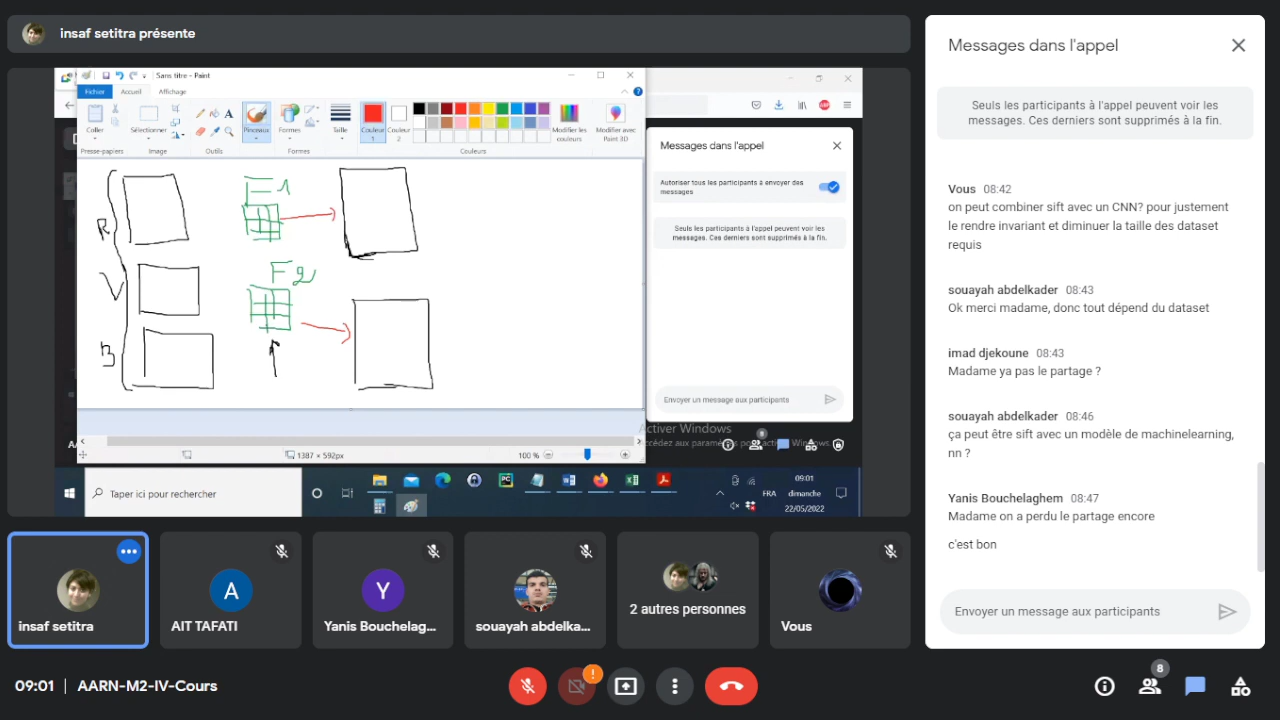 insaf setitra présente
Sans titre - Paint
Fichier
Accueil
Affichage
Coller
Sélectionner
Pinceaux
Formes
Taille
Couleur 1
Couleur 2
Modifier les couleurs
Modifier avec Paint 3D
Presse-papiers
Image
Outils
Formes
Couleurs
R
V
B
F1
F2
1387 × 592px
100 %
Messages dans l'appel
Autoriser tous les participants à envoyer des
messages
Seuls les participants à l'appel peuvent voir les
messages. Ces derniers sont supprimés à la fin.
Envoyer un message aux participants
Activer Windows
8
Taper ici pour rechercher
FRA
09:01
dimanche
22/05/2022
insaf setitra
A
AIT TAFATI
Y
Yanis Bouchelag...
souayah abdelka...
2 autres personnes
Vous
09:01 | AARN-M2-IV-Cours
8
Messages dans l'appel
Seuls les participants à l'appel peuvent voir les
messages. Ces derniers sont supprimés à la fin.
Vous 08:42
on peut combiner sift avec un CNN? pour justement
le rendre invariant et diminuer la taille des dataset
requis
souayah abdelkader 08:43
Ok merci madame, donc tout dépend du dataset
imad djekoune 08:43
Madame ya pas le partage ?
souayah abdelkader 08:46
ça peut être sift avec un modèle de machinelearning,
nn ?
Yanis Bouchelaghem 08:47
Madame on a perdu le partage encore
c'est bon
Envoyer un message aux participants